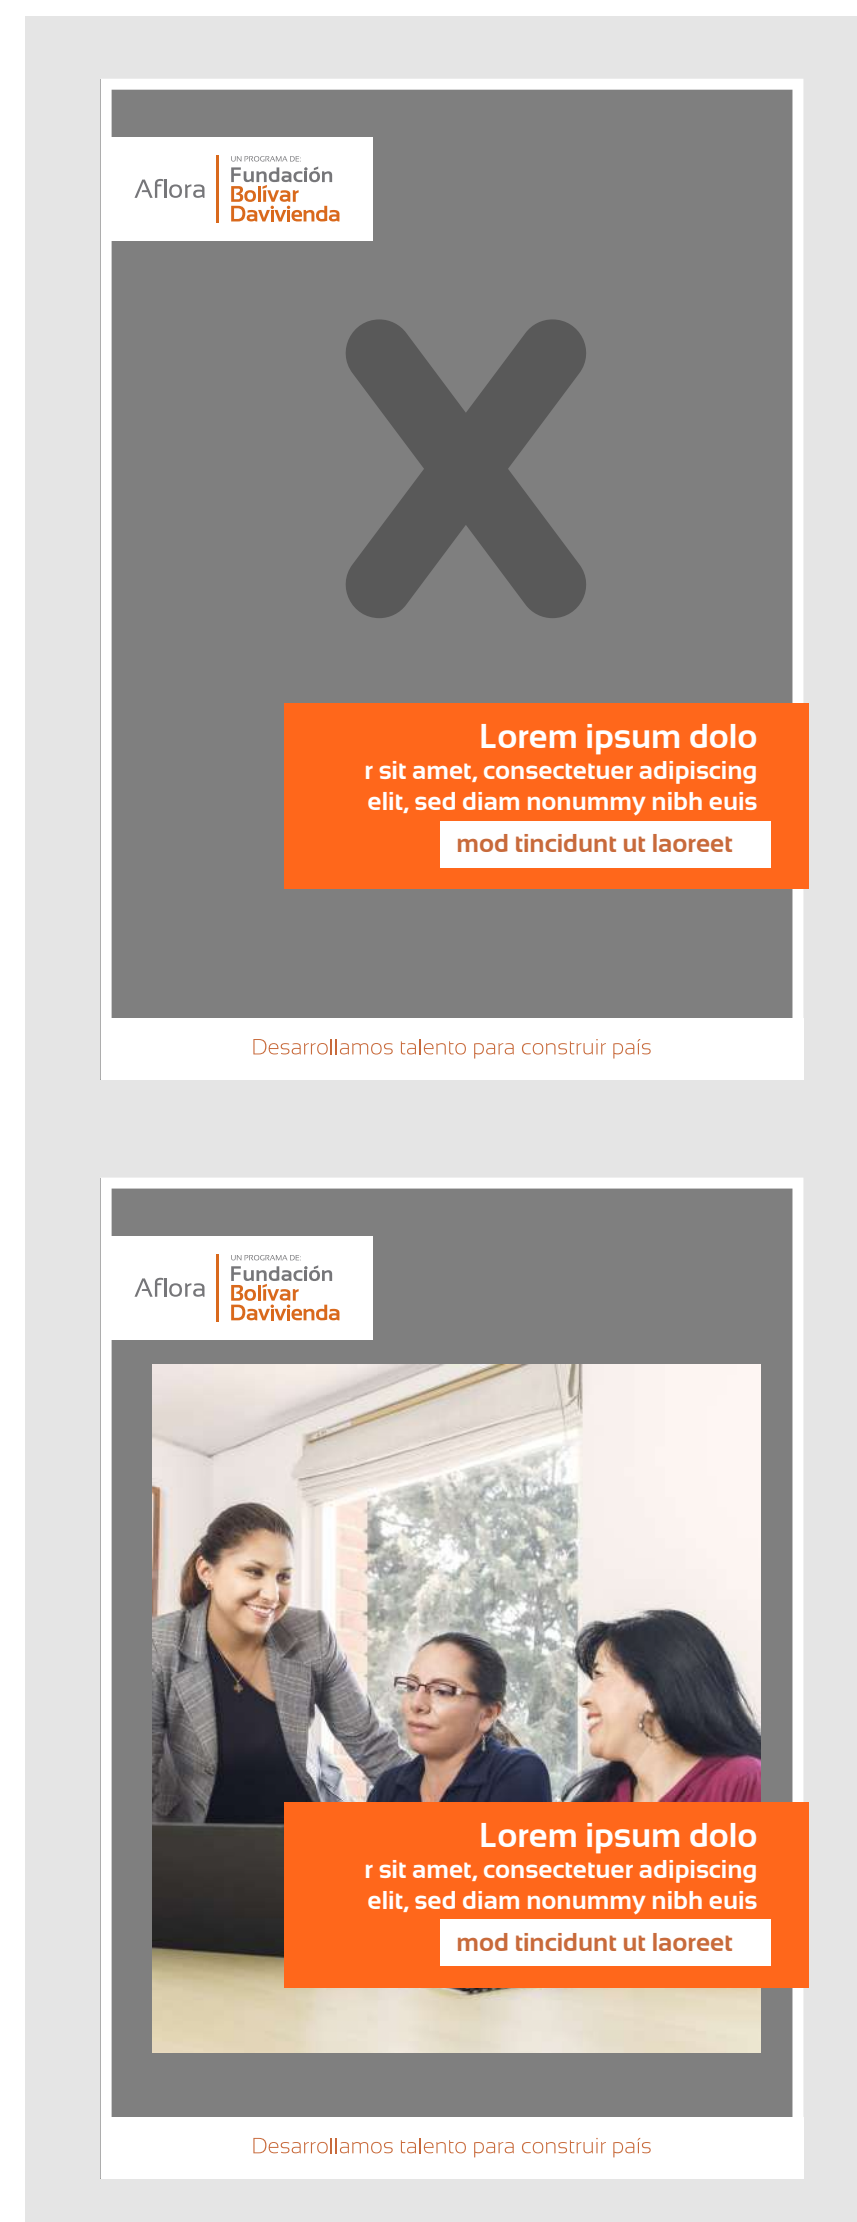 Aflora
UN PROGRAMA DE:
Fundación
Bolívar
Davivienda
Lorem ipsum dolo
r sit amet, consectetuer adipiscing
elit, sed diam nonummy nibh euis
mod tincidunt ut laoreet
Desarrollamos talento para construir país
Aflora
UN PROGRAMA DE:
Fundación
Bolívar
Davivienda
Lorem ipsum dolo
r sit amet, consectetuer adipiscing
elit, sed diam nonummy nibh euis
mod tincidunt ut laoreet
Desarrollamos talento para construir país